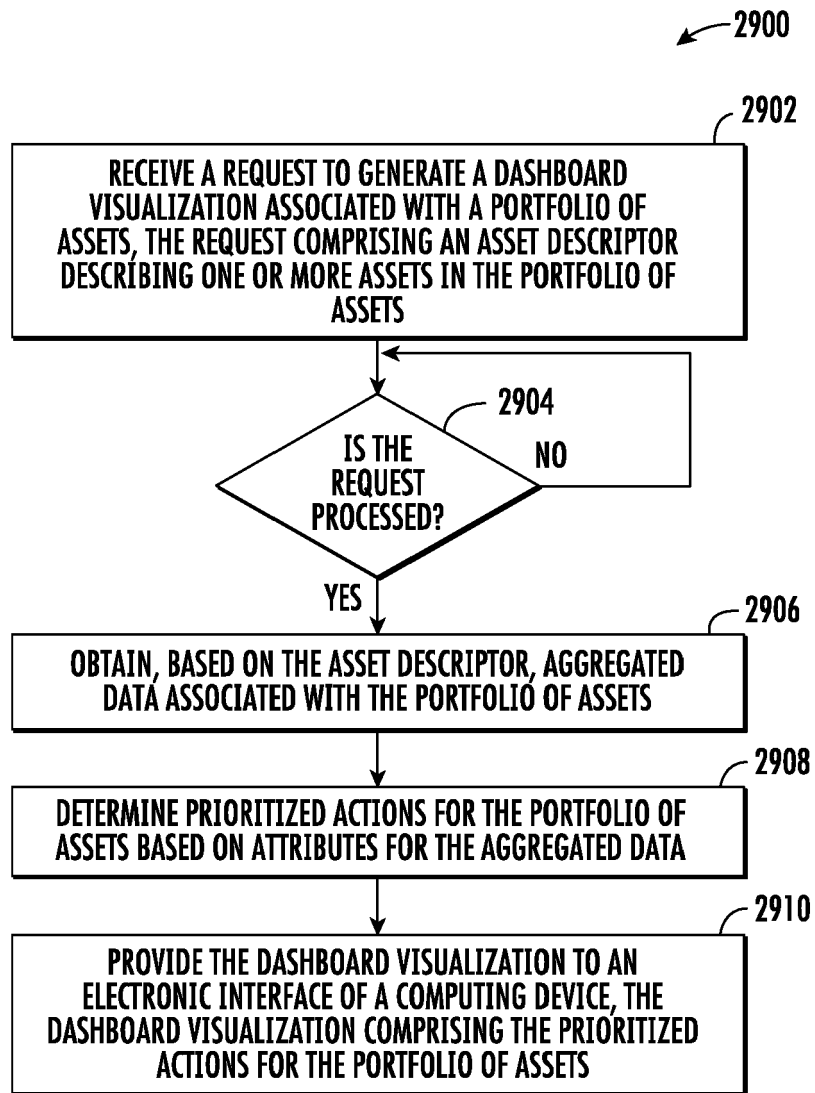 2900
2902
RECEIVE A REQUEST TO GENERATE A DASHBOARD
VISUALIZATION ASSOCIATED WITH A PORTFOLIO OF
ASSETS, THE REQUEST COMPRISING AN ASSET DESCRIPTOR
DESCRIBING ONE OR MORE ASSETS IN THE PORTFOLIO OF
ASSETS
2904
IS THE
REQUEST
PROCESSED?
NO
YES
2906
OBTAIN, BASED ON THE ASSET DESCRIPTOR, AGGREGATED
DATA ASSOCIATED WITH THE PORTFOLIO OF ASSETS
2908
DETERMINE PRIORITIZED ACTIONS FOR THE PORTFOLIO OF
ASSETS BASED ON ATTRIBUTES FOR THE AGGREGATED DATA
2910
PROVIDE THE DASHBOARD VISUALIZATION TO AN
ELECTRONIC INTERFACE OF A COMPUTING DEVICE, THE
DASHBOARD VISUALIZATION COMPRISING THE PRIORITIZED
ACTIONS FOR THE PORTFOLIO OF ASSETS